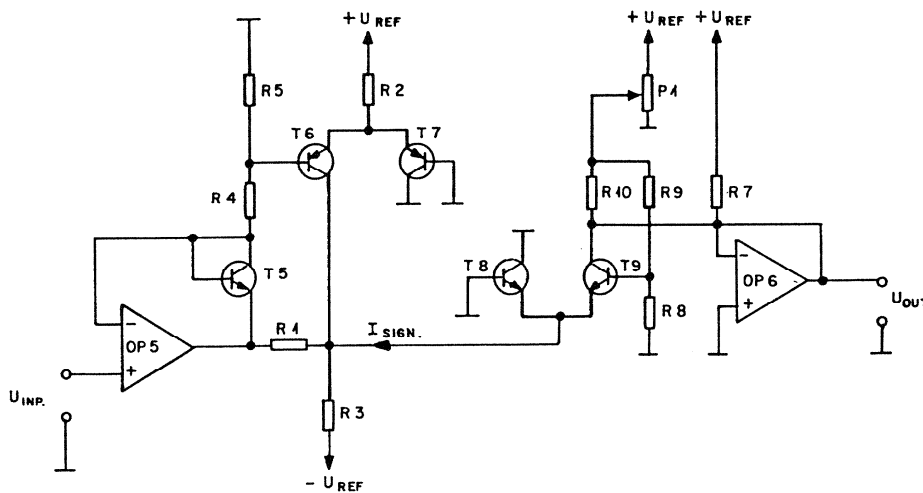 + U REF
+ U REF
+ U REF
R5
R2
P1
T6
T7
R4
R10
R9
R7
T5
T8
T9
-
OP6
+
R8
U OUT
-
OP5
+
R1
I SIGN.
U INP.
R3
- U REF